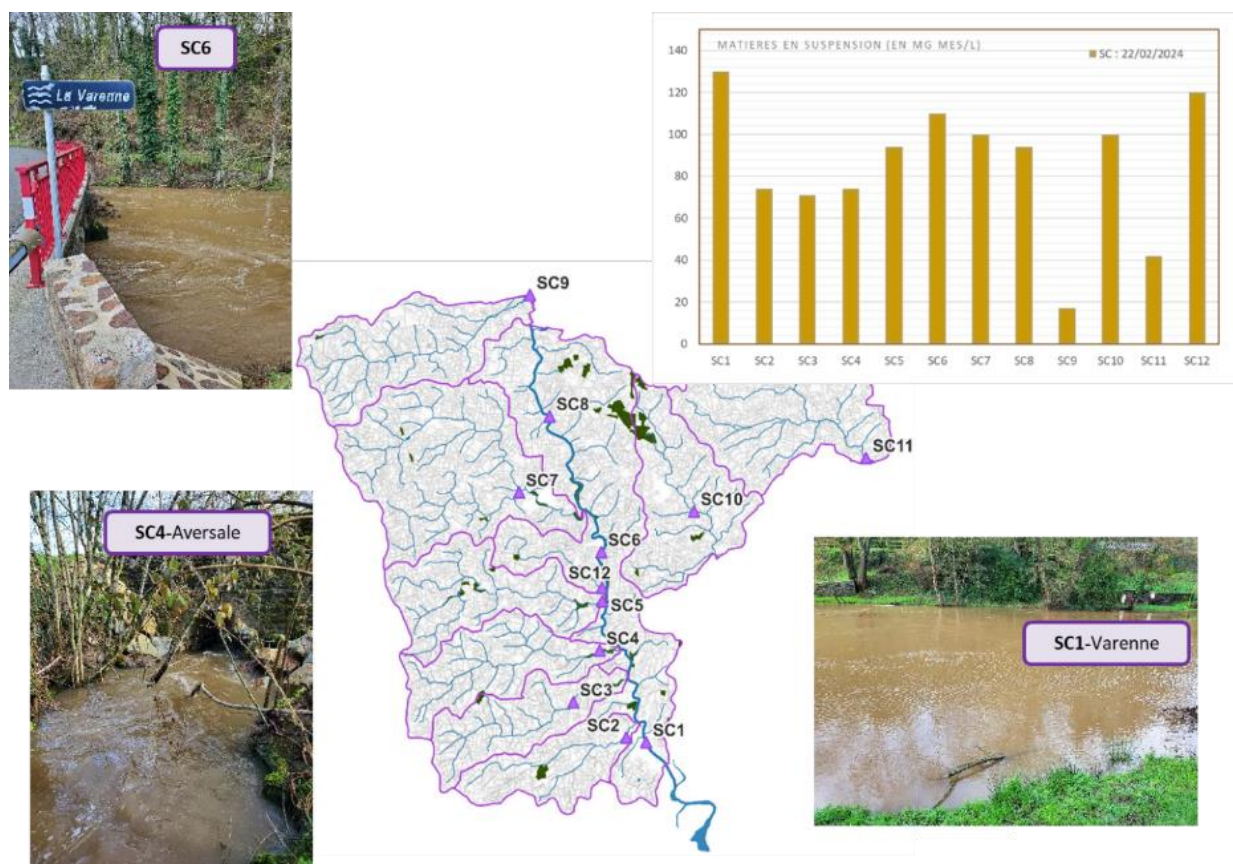 SC6
La Varenne
MATIERES EN SUSPENSION (EN MG MES/L)
SC : 22/02/2024
140
120
100
80
60
40
20
0
SC1 SC2 SC3 SC4 SC5 SC6 SC7 SC8 SC9 SC10 SC11 SC12
SC9
SC8
SC11
SC7
SC10
SC6
SC12
SC5
SC4
SC3
SC2
SC1
SC4-Aversale
SC1-Varenne